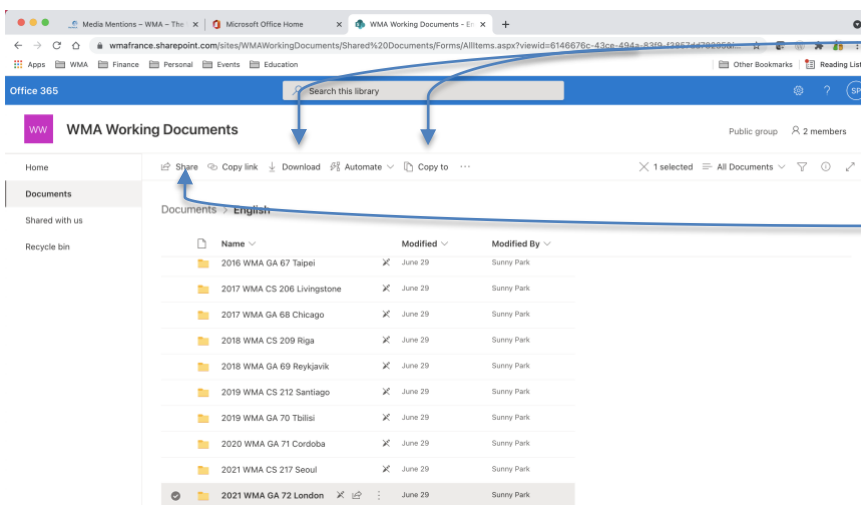 Media Mentions – WMA – The
Microsoft Office Home
WMA Working Documents - En
wmafrance.sharepoint.com/sites/WMAWorkingDocuments/Shared%20Documents/Forms/AllItems.aspx?viewid=6146676c-43ce-494a-83f9-
Apps WMA Finance Personal Events Education Other Bookmarks Reading List
Office 365 Search this library ? SP
WW WMA Working Documents Public group 2 members
Home Share Copy link Download Automate Copy to ··· 1 selected All Documents
Documents
Documents > English
Shared with us
Recycle bin
Name Modified Modified By
2016 WMA GA 67 Taipei June 29 Sunny Park
2017 WMA CS 206 Livingstone June 29 Sunny Park
2017 WMA GA 68 Chicago June 29 Sunny Park
2018 WMA CS 209 Riga June 29 Sunny Park
2018 WMA GA 69 Reykjavik June 29 Sunny Park
2019 WMA CS 212 Santiago June 29 Sunny Park
2019 WMA GA 70 Tbilisi June 29 Sunny Park
2020 WMA GA 71 Cordoba June 29 Sunny Park
2021 WMA CS 217 Seoul June 29 Sunny Park
2021 WMA GA 72 London June 29 Sunny Park